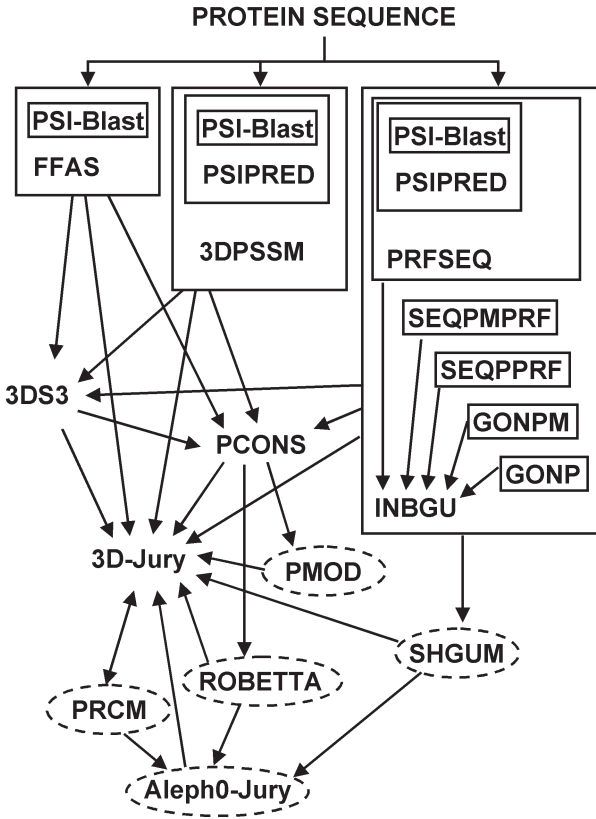 PROTEIN SEQUENCE
PSI-Blast
FFAS
PSI-Blast
PSIPRED
3DPSSM
PSI-Blast
PSIPRED
PRFSEQ
SEQPMPRF
SEQPPRF
GONPM
GONP
INBGU
3DS3
PCONS
3D-Jury
PMOD
SHGUM
ROBETTA
PRCM
Aleph0-Jury